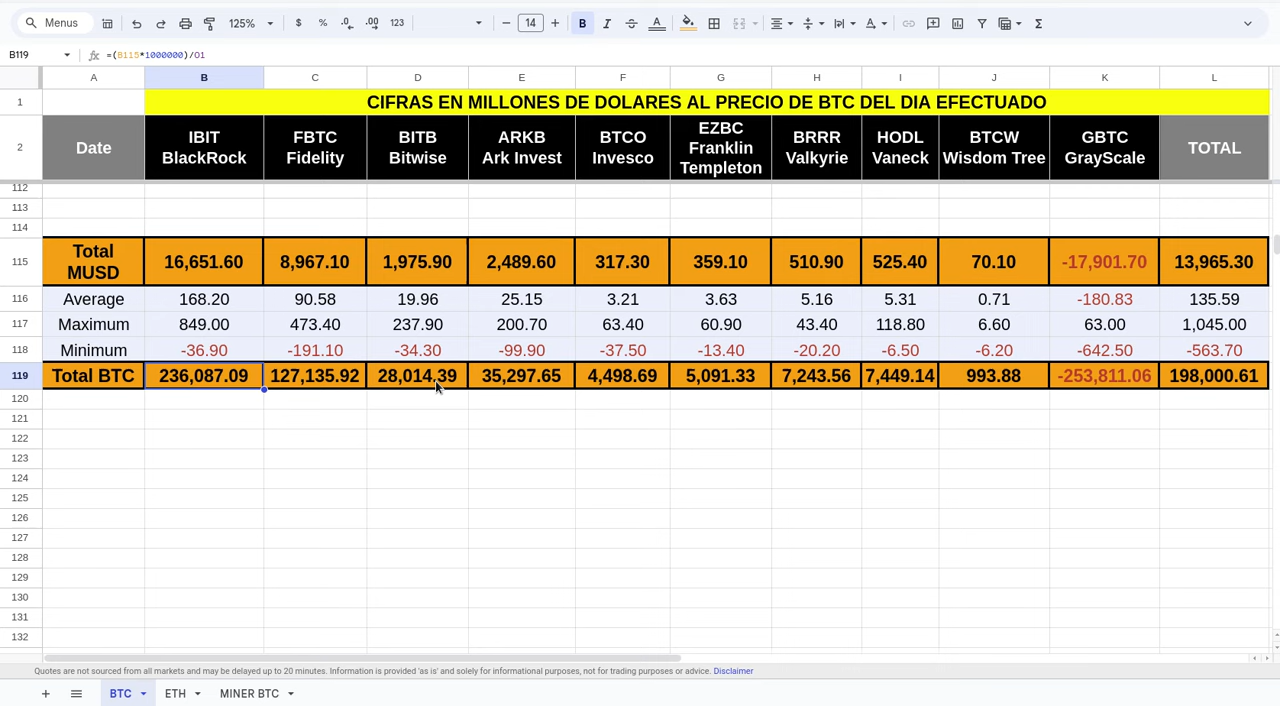 Menus 125% $ % .0 .00 123 14 B I S A A Σ
B119 fx =(B115*1000000)/O1
A B C D E F G H I J K L
1 CIFRAS EN MILLONES DE DOLARES AL PRECIO DE BTC DEL DIA EFECTUADO
2 Date IBIT BlackRock FBTC Fidelity BITB Bitwise ARKB Ark Invest BTCO Invesco EZBC Franklin Templeton BRRR Valkyrie HODL Vaneck BTCW Wisdom Tree GBTC GrayScale TOTAL
112
113
114
115 Total MUSD 16,651.60 8,967.10 1,975.90 2,489.60 317.30 359.10 510.90 525.40 70.10 -17,901.70 13,965.30
116 Average 168.20 90.58 19.96 25.15 3.21 3.63 5.16 5.31 0.71 -180.83 135.59
117 Maximum 849.00 473.40 237.90 200.70 63.40 60.90 43.40 118.80 6.60 63.00 1,045.00
118 Minimum -36.90 -191.10 -34.30 -99.90 -37.50 -13.40 -20.20 -6.50 -6.20 -642.50 -563.70
119 Total BTC 236,087.09 127,135.92 28,014.39 35,297.65 4,498.69 5,091.33 7,243.56 7,449.14 993.88 -253,811.06 198,000.61
120
121
122
123
124
125
126
127
128
129
130
131
132
Quotes are not sourced from all markets and may be delayed up to 20 minutes. Information is provided 'as is' and solely for informational purposes, not for trading purposes or advice. Disclaimer
BTC ETH MINER BTC